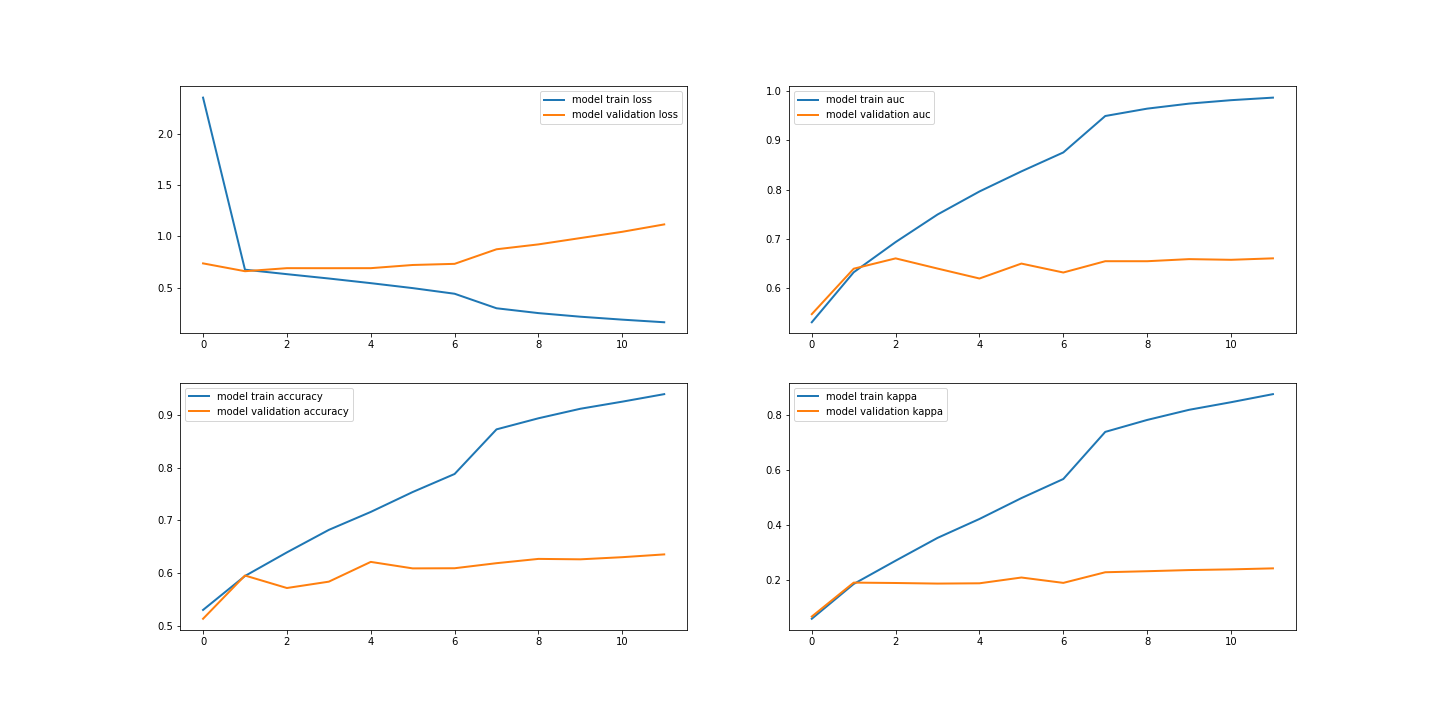 model train loss
model validation loss
2.0
1.5
1.0
0.5
0 2 4 6 8 10
model train auc
model validation auc
1.0
0.9
0.8
0.7
0.6
0 2 4 6 8 10
model train accuracy
model validation accuracy
0.9
0.8
0.7
0.6
0.5
0 2 4 6 8 10
model train kappa
model validation kappa
0.8
0.6
0.4
0.2
0 2 4 6 8 10